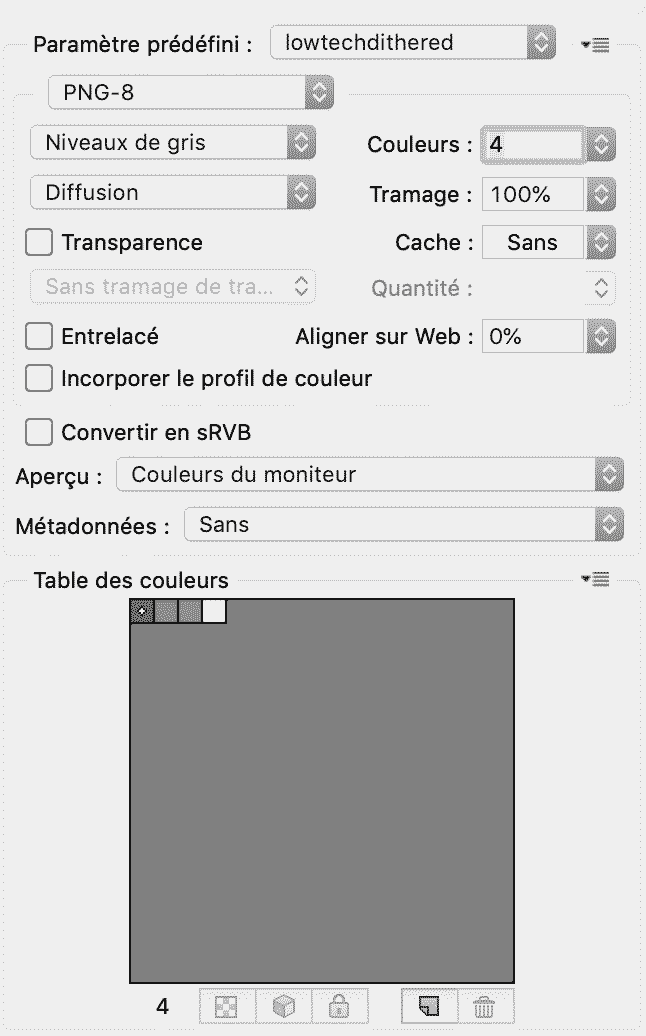 Paramètre prédéfini : lowtechdithered
PNG-8
Niveaux de gris Couleurs : 4
Diffusion Tramage : 100%
Transparence Cache : Sans
Sans tramage de tra... Quantité :
Entrelacé Aligner sur Web : 0%
Incorporer le profil de couleur
Convertir en sRVB
Aperçu : Couleurs du moniteur
Métadonnées : Sans
Table des couleurs
4